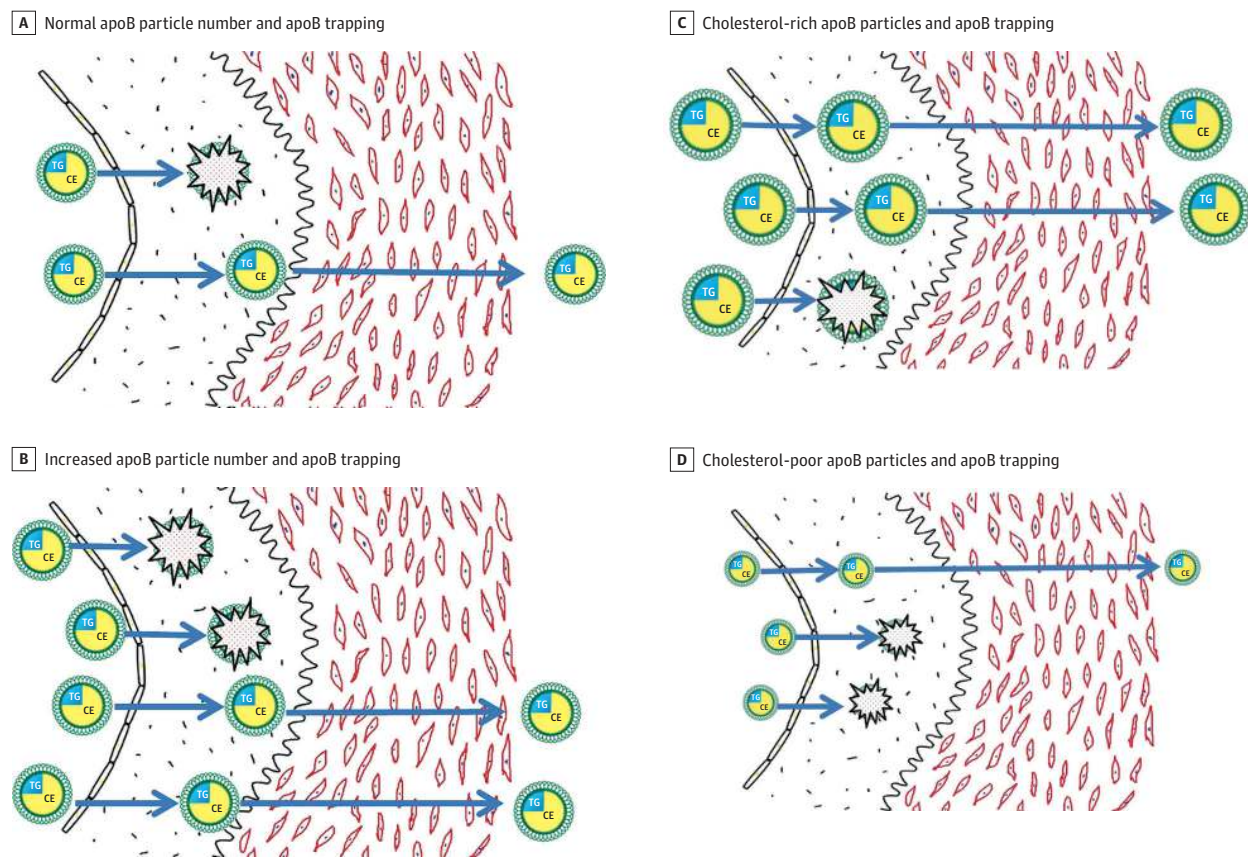 A Normal apoB particle number and apoB trapping
TG
CE
TG
CE
TG
CE
TG
CE
B Increased apoB particle number and apoB trapping
TG
CE
TG
CE
TG
CE
TG
CE
TG
CE
TG
CE
TG
CE
TG
CE
C Cholesterol-rich apoB particles and apoB trapping
TG
CE
TG
CE
TG
CE
TG
CE
TG
CE
TG
CE
TG
CE
D Cholesterol-poor apoB particles and apoB trapping
TG
CE
TG
CE
TG
CE
TG
CE
TG
CE